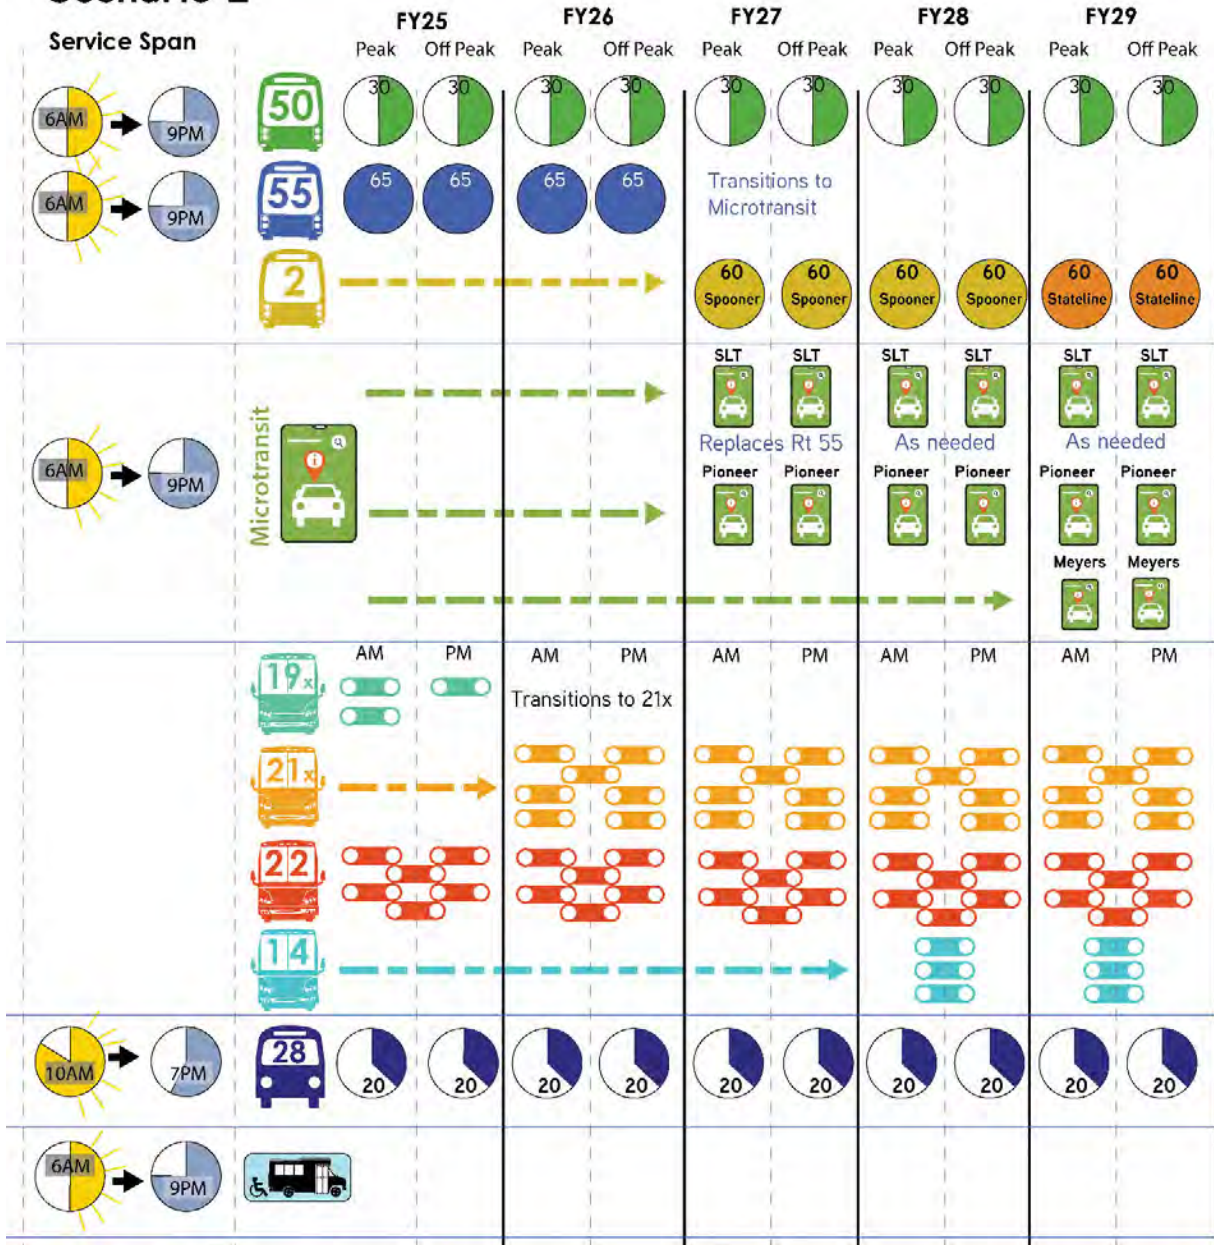 FY25 FY26 FY27 FY28 FY29
Service Span
Peak Off Peak Peak Off Peak Peak Off Peak Peak Off Peak Peak Off Peak
6AM 9PM 50 30 30 30 30 30 30 30 30 30 30
6AM 9PM 55 65 65 65 65 Transitions to
Microtransit
2 60 60 60 60 60 60
Spooner Spooner Spooner Spooner Stateline Stateline
SLT SLT SLT SLT SLT SLT
Microtransit
Replaces Rt 55 As needed As needed
6AM 9PM
Pioneer Pioneer Pioneer Pioneer Pioneer Pioneer
Meyers Meyers
AM PM AM PM AM PM AM PM AM PM
19x
Transitions to 21x
21x
22
14
10AM 7PM 28 20 20 20 20 20 20 20 20 20 20
6AM 9PM